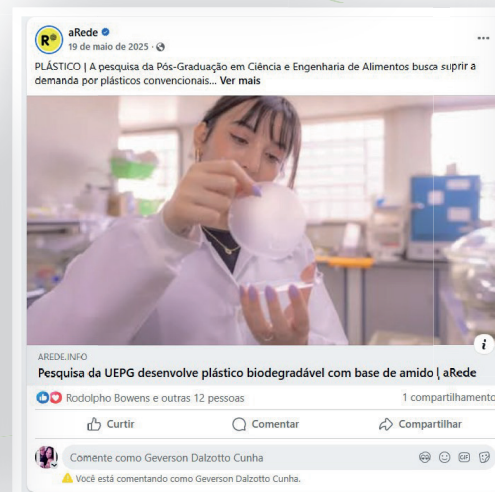 R
aRede
19 de maio de 2025 ·
PLÁSTICO | A pesquisa da Pós-Graduação em Ciência e Engenharia de Alimentos busca suprir a
demanda por plásticos convencionais... Ver mais
AREDE.INFO
Pesquisa da UEPG desenvolve plástico biodegradável com base de amido | aRede
Rodolpho Bowens e outras 12 pessoas
1 compartilhamento
Curtir
Comentar
Compartilhar
Comente como Geverson Dalzotto Cunha
GIF
Você está comentando como Geverson Dalzotto Cunha.